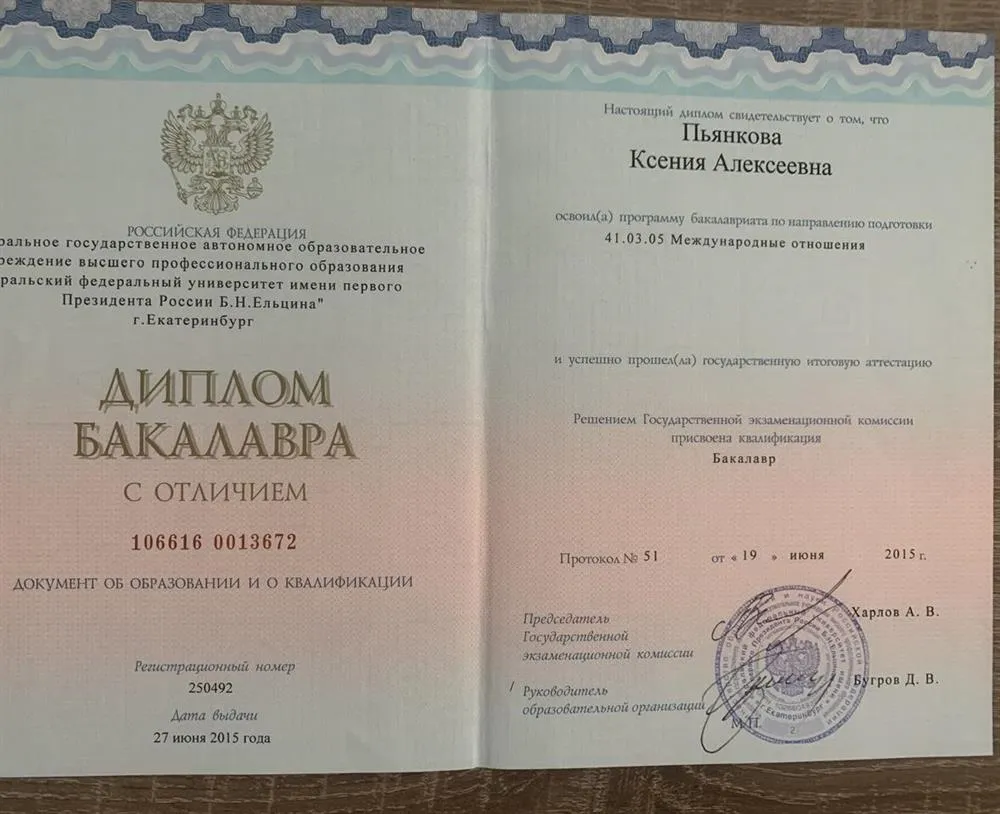 РОССИЙСКАЯ ФЕДЕРАЦИЯ
ральное государственное автономное образовательное
реждение высшего профессионального образования
ральский федеральный университет имени первого
Президента России Б.Н.Ельцина"
г.Екатеринбург
ДИПЛОМ
БАКАЛАВРА
С ОТЛИЧИЕМ
106616 0013672
ДОКУМЕНТ ОБ ОБРАЗОВАНИИ И О КВАЛИФИКАЦИИ
Регистрационный номер
250492
Дата выдачи
27 июня 2015 года
Настоящий диплом свидетельствует о том, что
Пьянкова
Ксения Алексеевна
освоил(а) программу бакалавриата по направлению подготовки
41.03.05 Международные отношения
и успешно прошел(ла) государственную итоговую аттестацию
Решением Государственной экзаменационной комиссии
присвоена квалификация
Бакалавр
Протокол № 51 от « 19 » июня 2015 г.
Председатель
Государственной
экзаменационной комиссии
Харлов А. В.
Руководитель
образовательной организации
Бугров Д. В.
М.П.
г.Екатеринбург
2